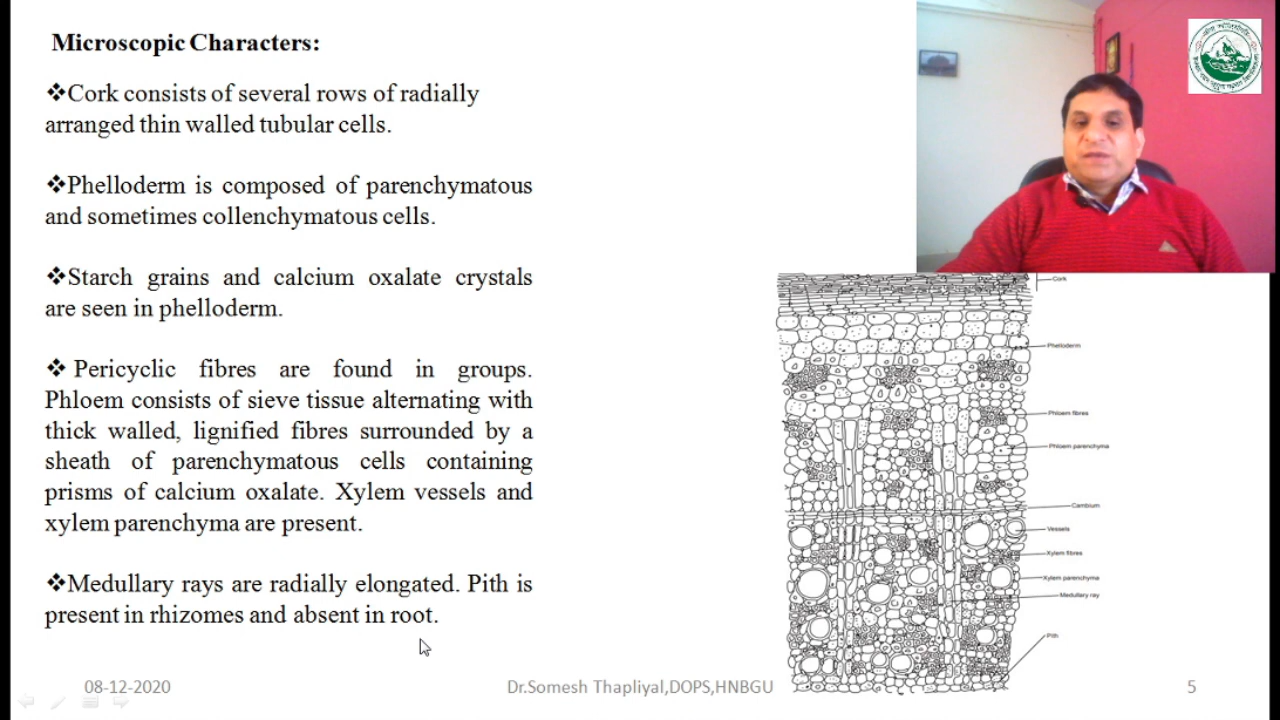 Microscopic Characters:
❖Cork consists of several rows of radially
arranged thin walled tubular cells.
❖Phelloderm is composed of parenchymatous
and sometimes collenchymatous cells.
❖Starch grains and calcium oxalate crystals
are seen in phelloderm.
❖ Pericyclic fibres are found in groups.
Phloem consists of sieve tissue alternating with
thick walled, lignified fibres surrounded by a
sheath of parenchymatous cells containing
prisms of calcium oxalate. Xylem vessels and
xylem parenchyma are present.
❖Medullary rays are radially elongated. Pith is
present in rhizomes and absent in root.
Cork
Phelloderm
Phloem fibres
Phloem parenchyma
Cambium
Vessels
Xylem fibres
Xylem parenchyma
Medullary ray
Pith
08-12-2020
Dr.Somesh Thapliyal,DOPS,HNBGU
5